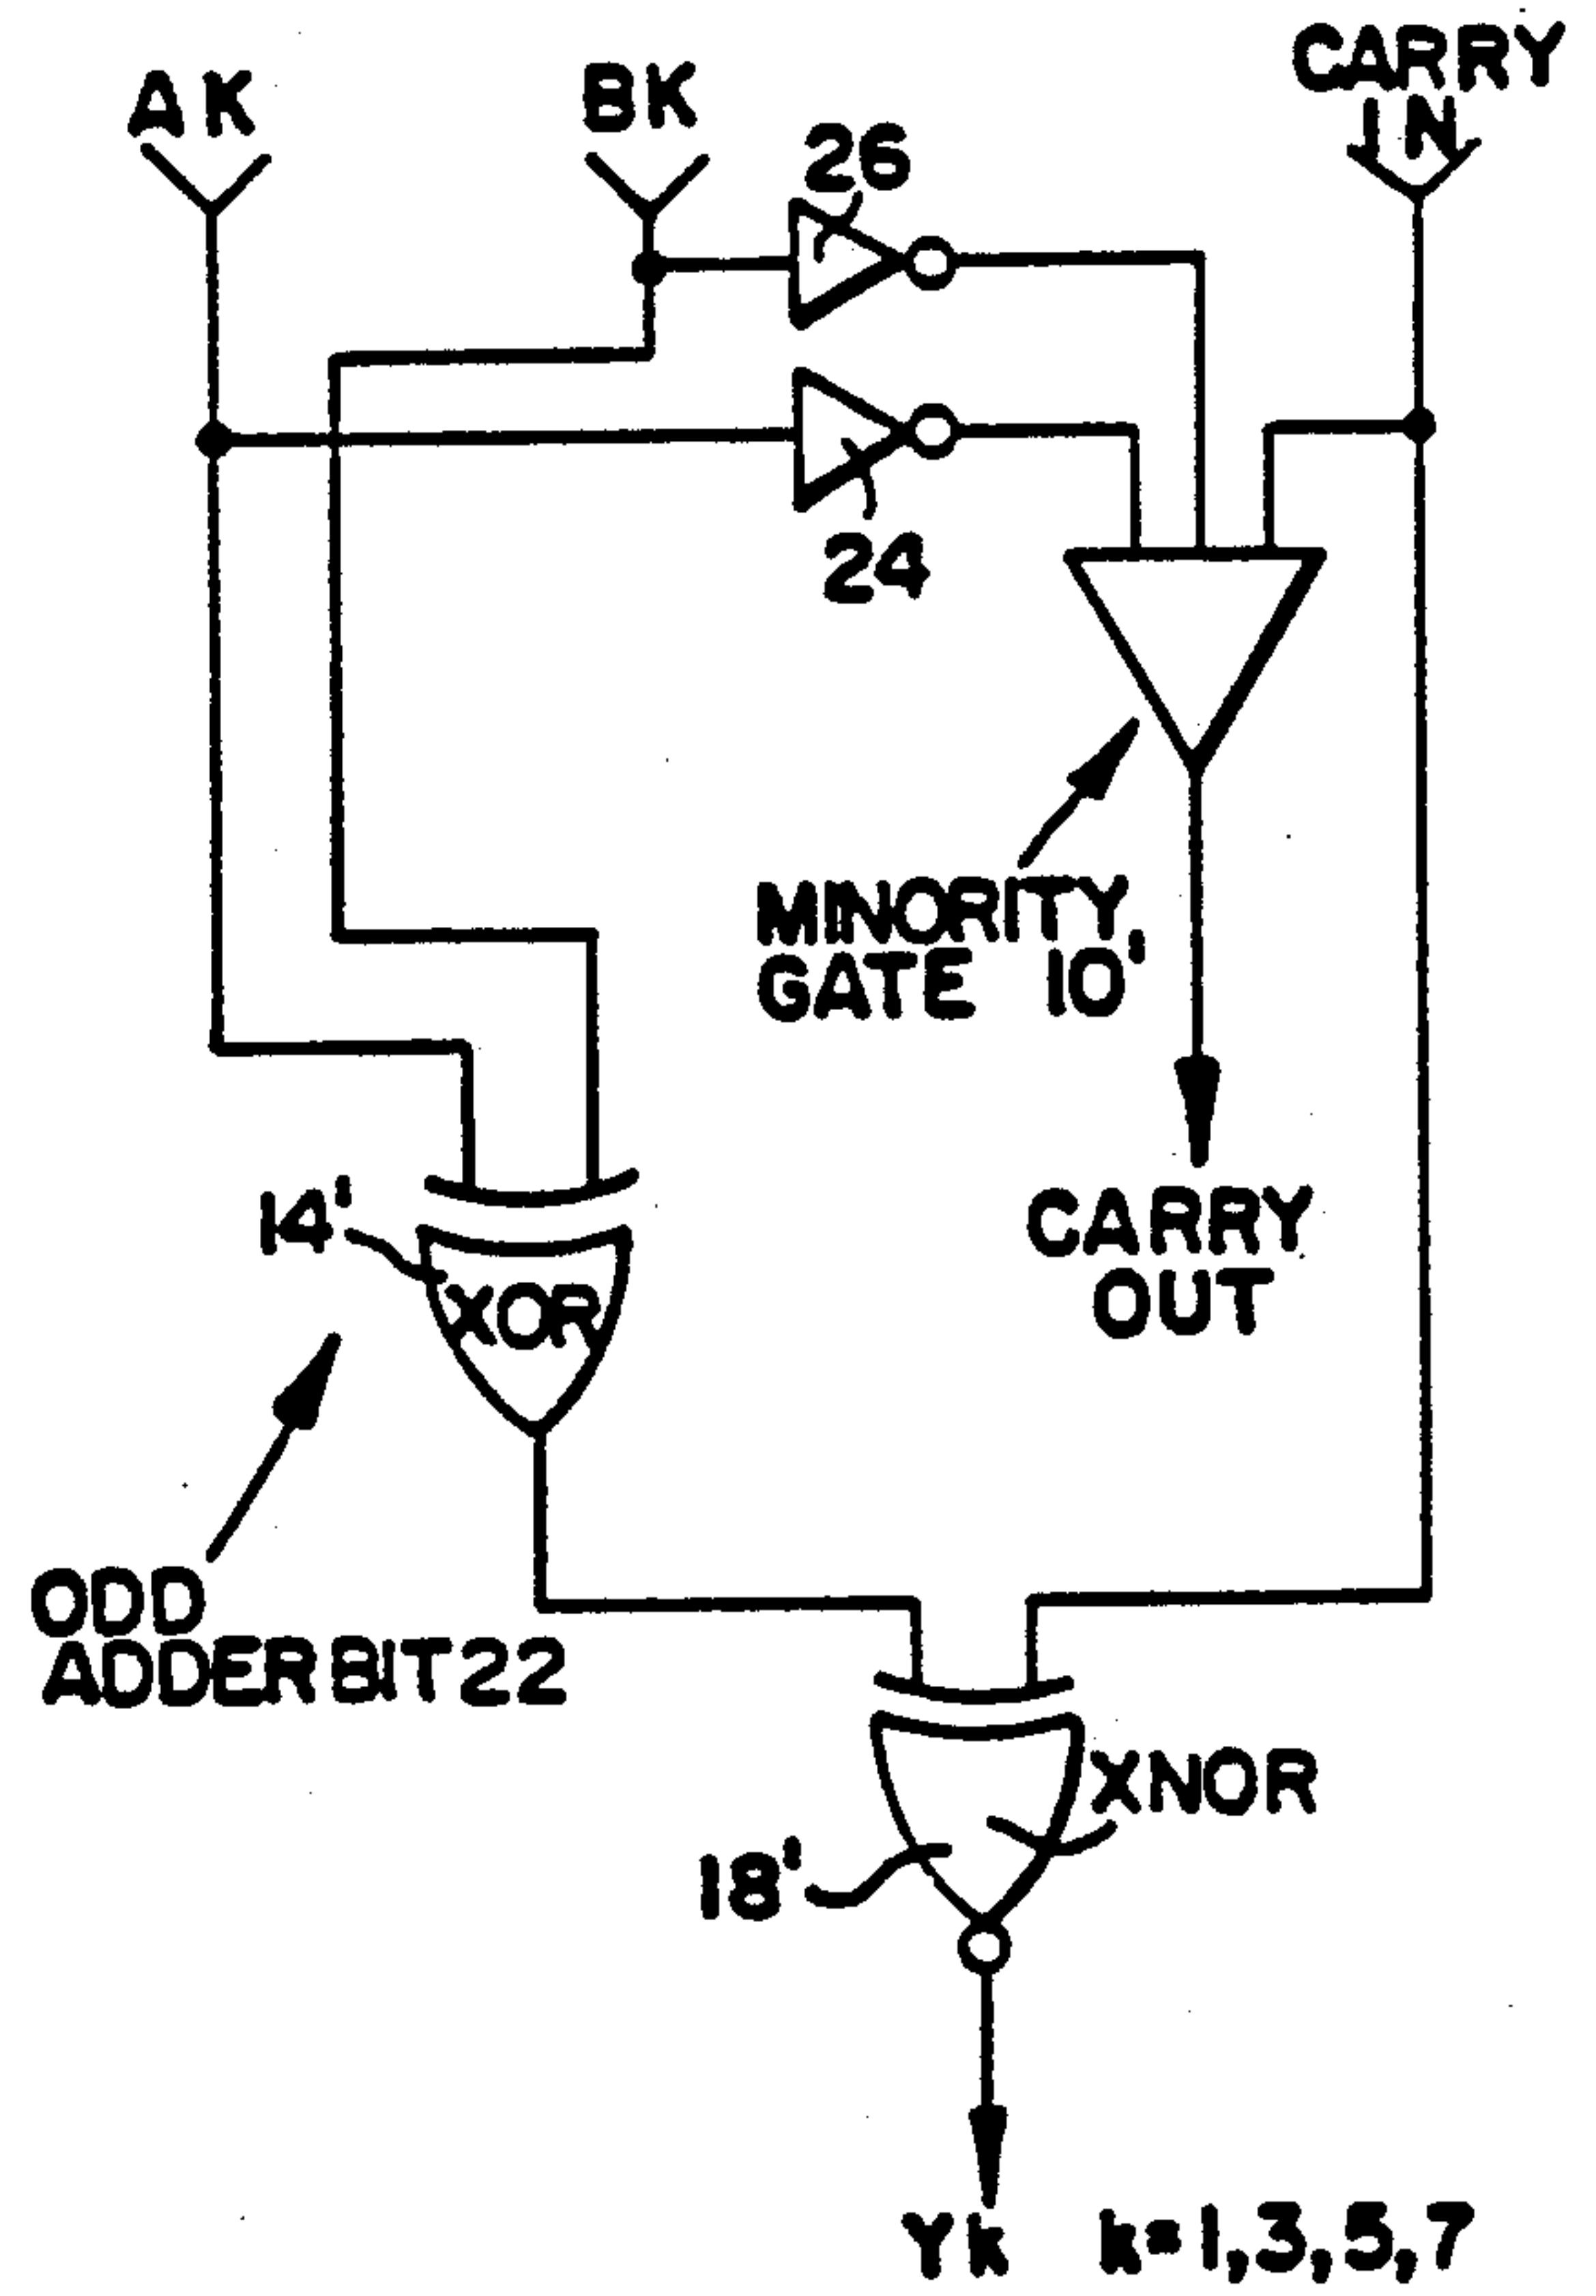 AK
BK
CARRY
IN
26
24
MINORITY
GATE 10'
CARRY
OUT
14'
XOR
ODD
ADDER BIT 22
XNOR
18'
Yk k=1,3,5,7